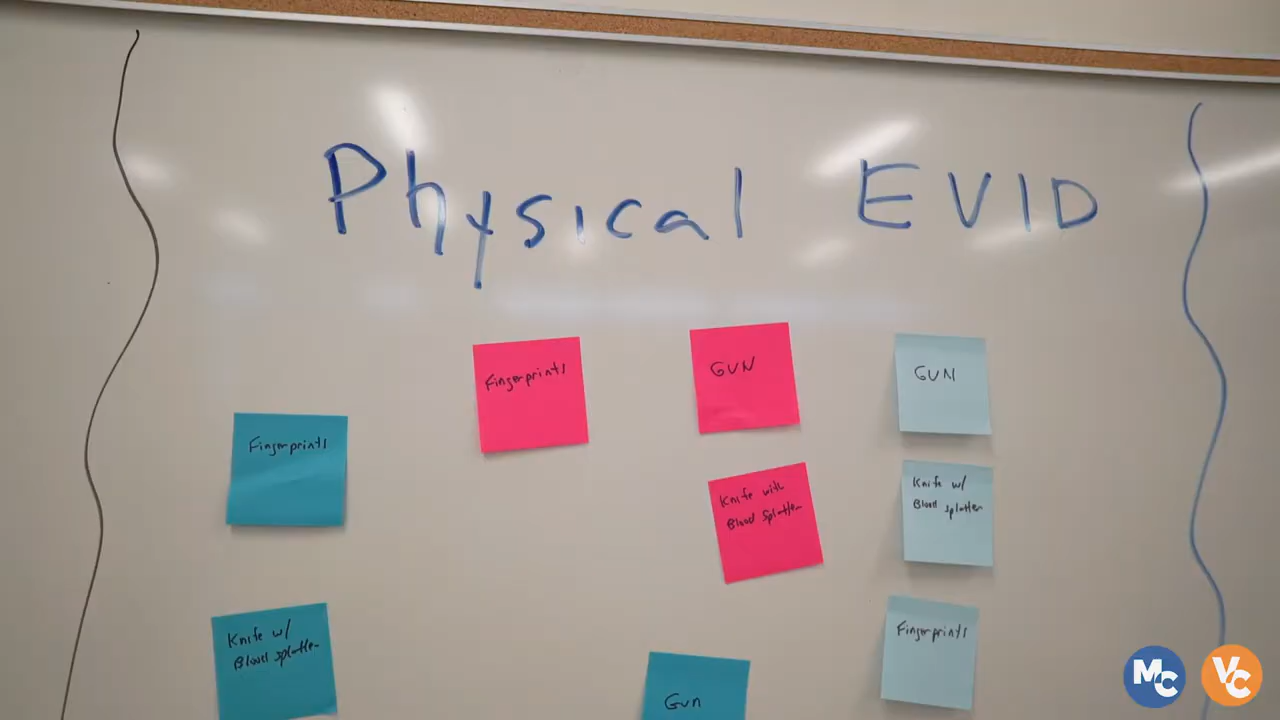 Physical EVID
Fingerprints
GUN
GUN
Fingerprints
Knife with
Blood Splatter
Knife w/
Blood splatter
Knife w/
Blood splatter
Fingerprints
Gun
MC
VC